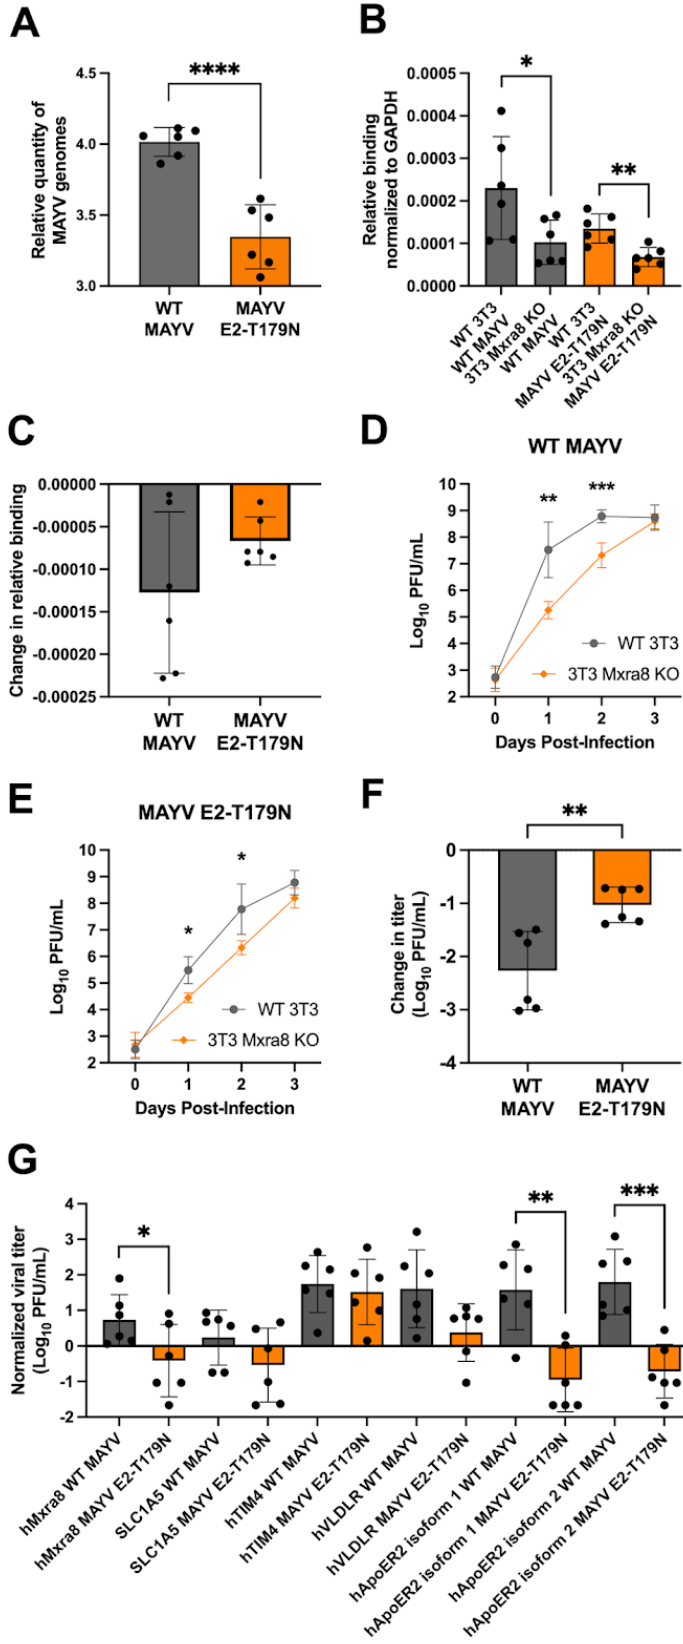 A
Relative quantity of
MAYV genomes
4.5
4.0
3.5
3.0
****
WT
MAYV
MAYV
E2-T179N
B
Relative binding
normalized to GAPDH
0.0005
0.0004
0.0003
0.0002
0.0001
0.0000
*
**
WT 3T3
WT MAYV
3T3 Mxra8 KO
WT MAYV
WT 3T3
MAYV E2-T179N
3T3 Mxra8 KO
MAYV E2-T179N
C
Change in relative binding
0.00000
-0.00005
-0.00010
-0.00015
-0.00020
-0.00025
WT
MAYV
MAYV
E2-T179N
D
WT MAYV
Log10 PFU/mL
10
9
8
7
6
5
4
3
2
**
***
WT 3T3
3T3 Mxra8 KO
0 1 2 3
Days Post-Infection
E
MAYV E2-T179N
Log10 PFU/mL
10
9
8
7
6
5
4
3
2
*
*
WT 3T3
3T3 Mxra8 KO
0 1 2 3
Days Post-Infection
F
Change in titer
(Log10 PFU/mL)
0
-1
-2
-3
-4
**
WT
MAYV
MAYV
E2-T179N
G
Normalized viral titer
(Log10 PFU/mL)
4
3
2
1
0
-1
-2
*
**
***
hMxra8 WT MAYV
hMxra8 MAYV E2-T179N
SLC1A5 WT MAYV
SLC1A5 MAYV E2-T179N
hTIM4 WT MAYV
hTIM4 MAYV E2-T179N
hVLDLR WT MAYV
hVLDLR MAYV E2-T179N
hApoER2 isoform 1 WT MAYV
hApoER2 isoform 1 MAYV E2-T179N
hApoER2 isoform 2 WT MAYV
hApoER2 isoform 2 MAYV E2-T179N